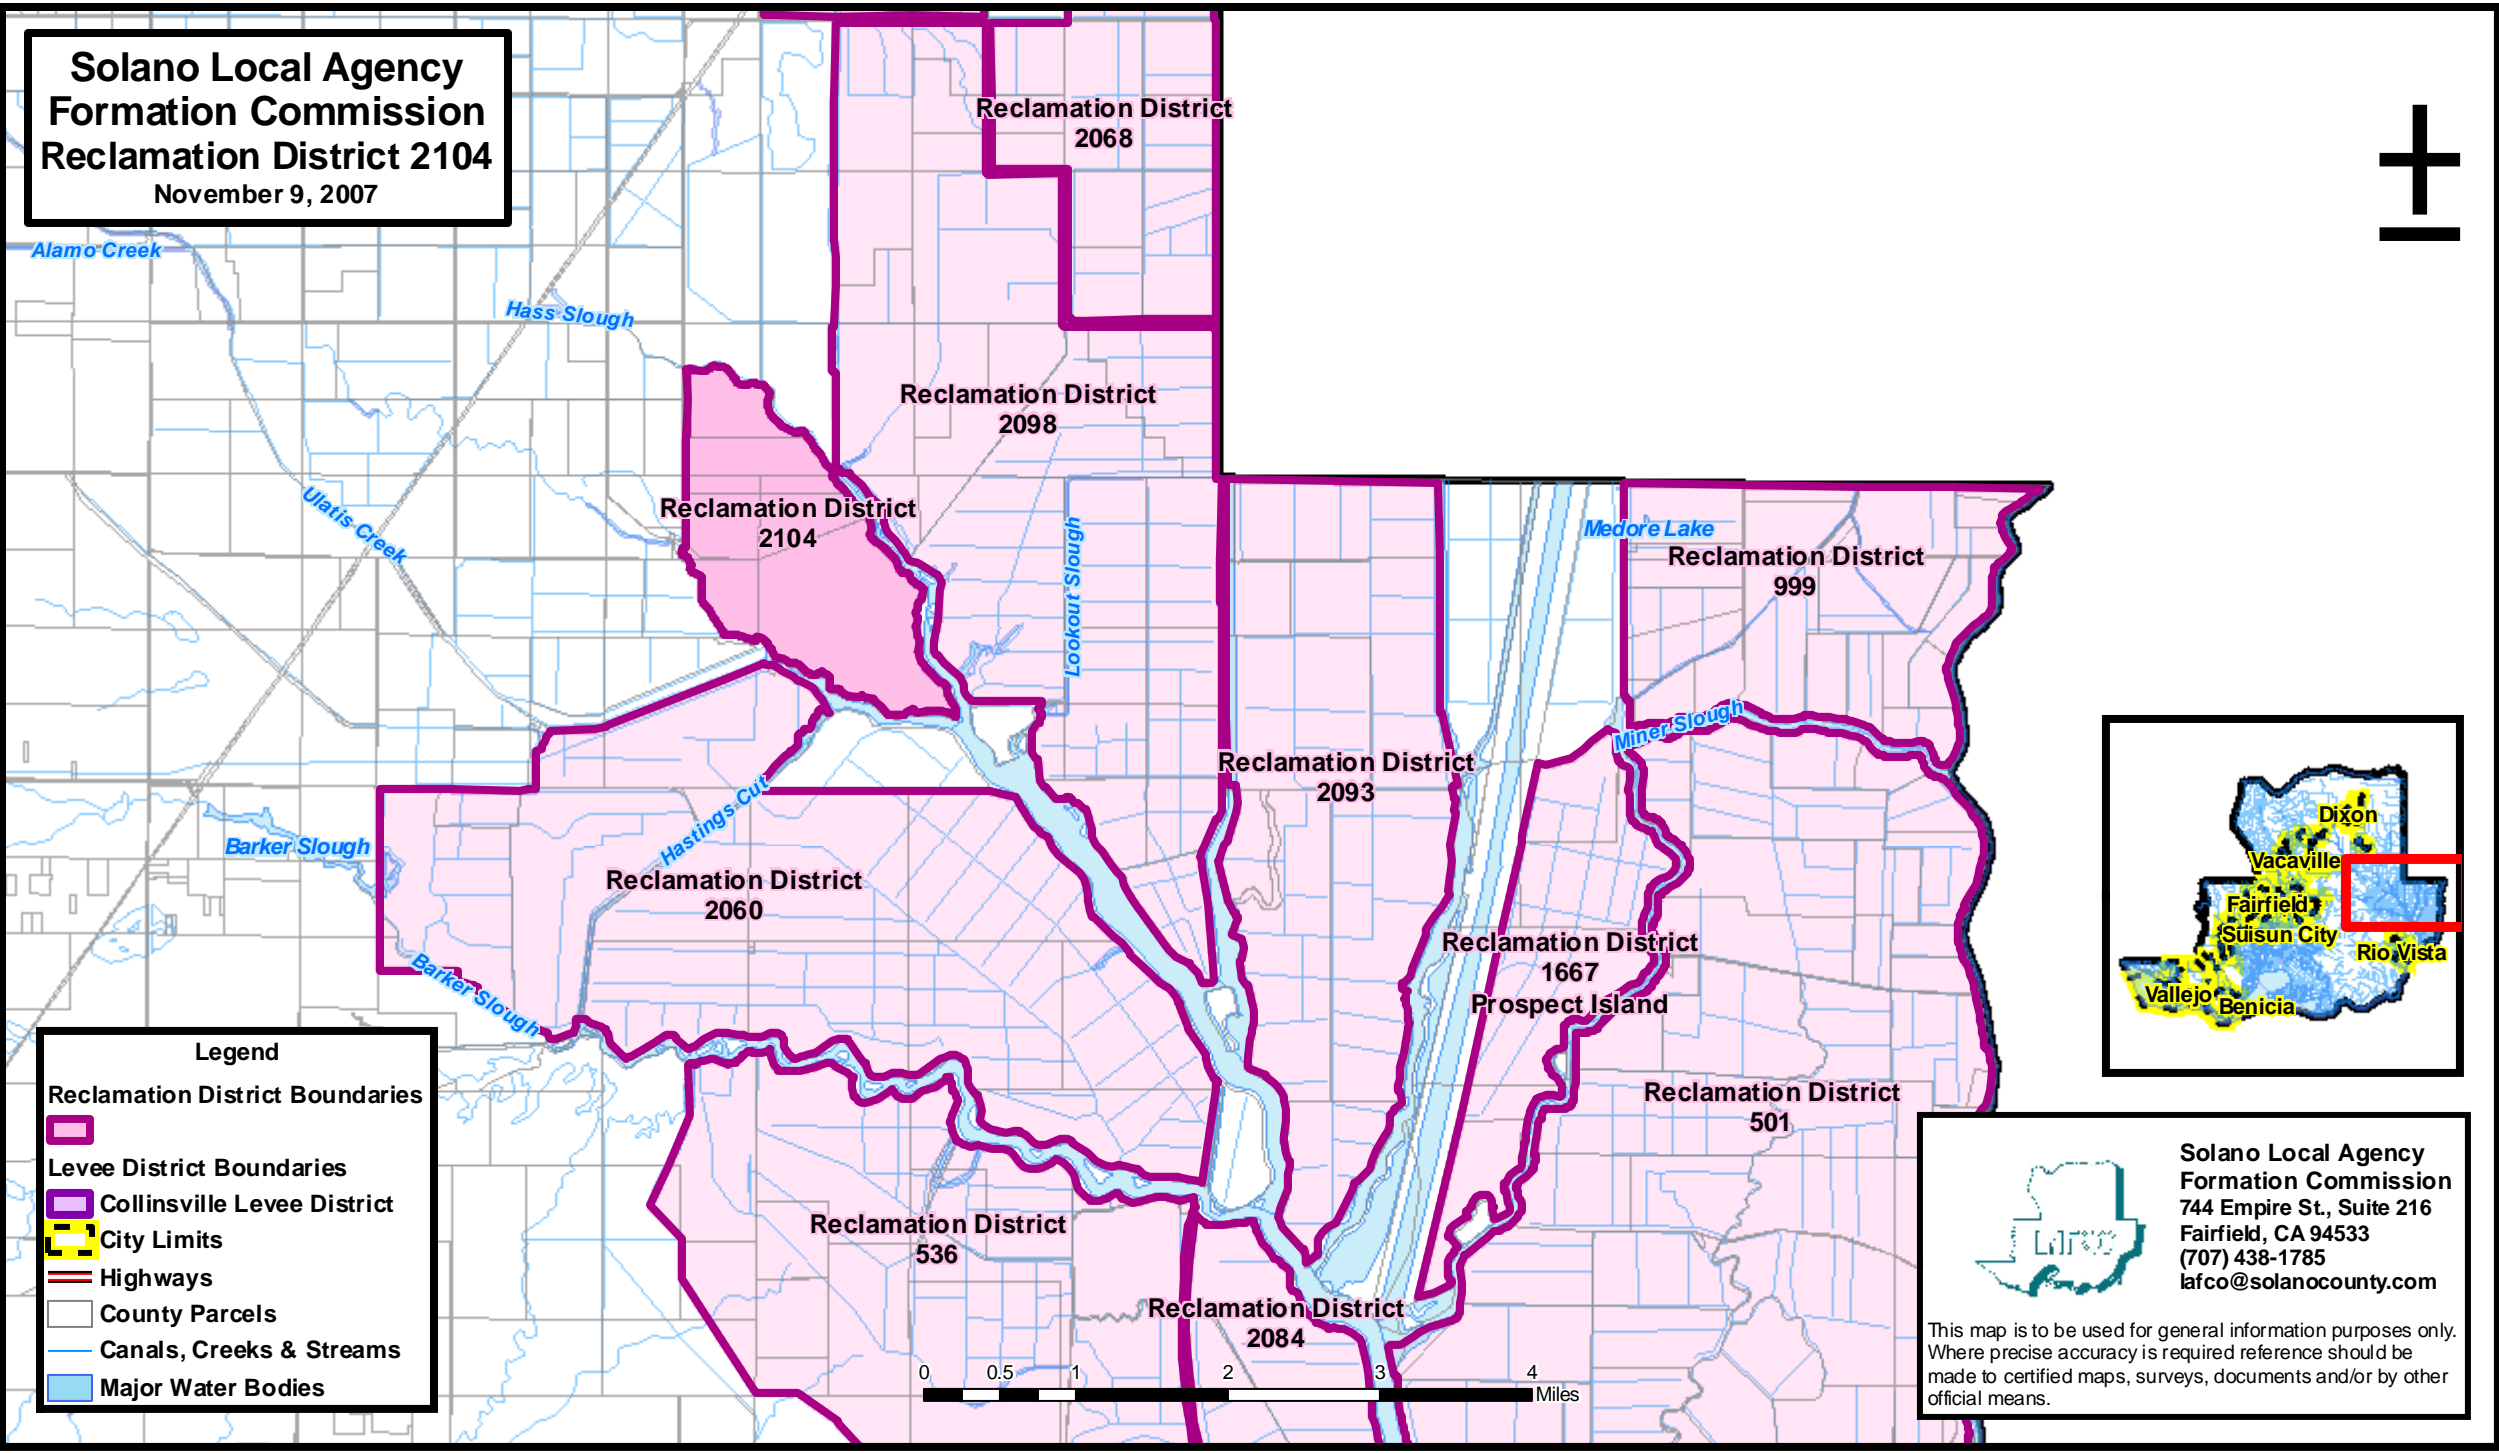 Solano Local Agency
Formation Commission
Reclamation District 2104
November 9, 2007
Alamo Creek
Hass Slough
Ulatis Creek
Lookout Slough
Medore Lake
Miner Slough
Hastings Cut
Barker Slough
Barker Slough
Reclamation District
2068
Reclamation District
2098
Reclamation District
2104
Reclamation District
999
Reclamation District
2093
Reclamation District
2060
Reclamation District
1667
Prospect Island
Reclamation District
501
Reclamation District
536
Reclamation District
2084
0 0.5 1 2 3 4
Miles
Legend
Reclamation District Boundaries
Levee District Boundaries
Collinsville Levee District
City Limits
Highways
County Parcels
Canals, Creeks & Streams
Major Water Bodies
Dixon
Vacaville
Fairfield
Suisun City
Rio Vista
Vallejo
Benicia
LAFCO
Solano Local Agency
Formation Commission
744 Empire St., Suite 216
Fairfield, CA 94533
(707) 438-1785
lafco@solanocounty.com
This map is to be used for general information purposes only.
Where precise accuracy is required reference should be
made to certified maps, surveys, documents and/or by other
official means.